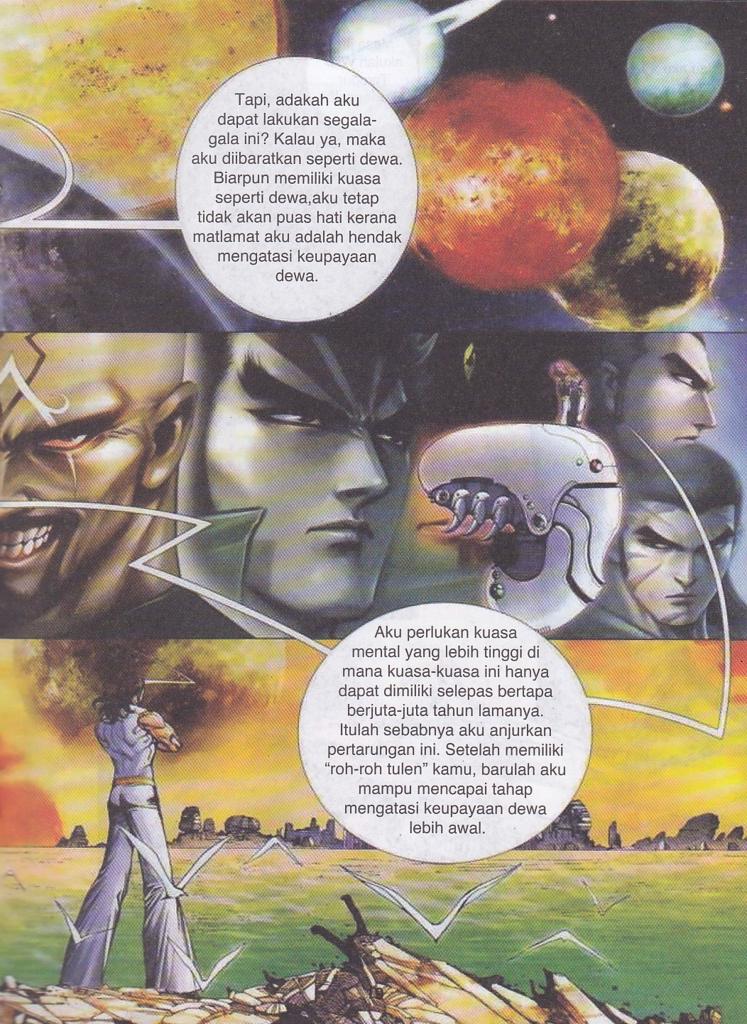 Tapi, adakah aku
dapat lakukan segala-
gala ini? Kalau ya, maka
aku diibaratkan seperti dewa.
Biarpun memiliki kuasa
seperti dewa,aku tetap
tidak akan puas hati kerana
matlamat aku adalah hendak
mengatasi keupayaan
dewa.
Aku perlukan kuasa
mental yang lebih tinggi di
mana kuasa-kuasa ini hanya
dapat dimiliki selepas bertapa
berjuta-juta tahun lamanya.
Itulah sebabnya aku anjurkan
pertarungan ini. Setelah memiliki
“roh-roh tulen” kamu, barulah aku
mampu mencapai tahap
mengatasi keupayaan dewa
lebih awal.